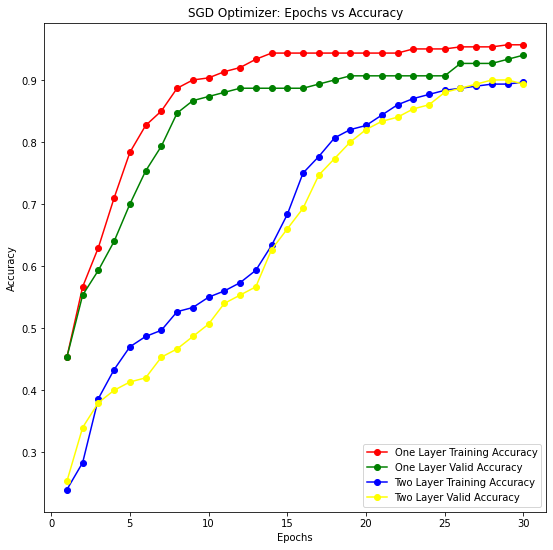 SGD Optimizer: Epochs vs Accuracy
Accuracy
0.9
0.8
0.7
0.6
0.5
0.4
0.3
0 5 10 15 20 25 30
Epochs
One Layer Training Accuracy
One Layer Valid Accuracy
Two Layer Training Accuracy
Two Layer Valid Accuracy